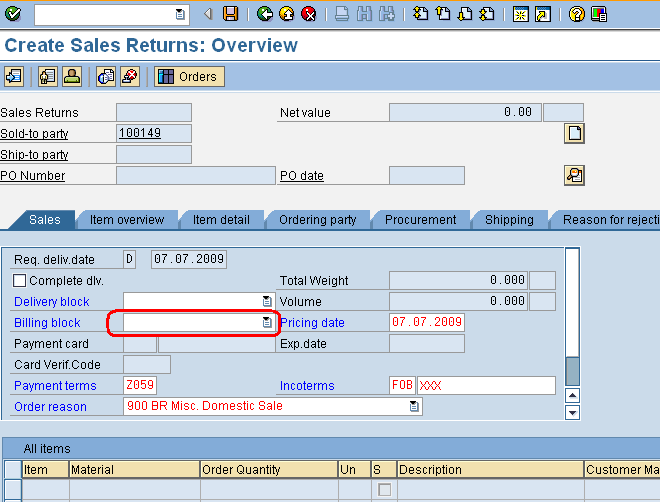 Create Sales Returns: Overview
Orders
Sales Returns Net value 0.00
Sold-to party 100149
Ship-to party
PO Number PO date
Sales Item overview Item detail Ordering party Procurement Shipping Reason for rejecti
Req. deliv.date D 07.07.2009
Complete dlv. Total Weight 0.000
Delivery block Volume 0.000
Billing block Pricing date 07.07.2009
Payment card Exp.date
Card Verif.Code
Payment terms Z059 Incoterms FOB XXX
Order reason 900 BR Misc. Domestic Sale
All items
Item Material Order Quantity Un S Description Customer Ma